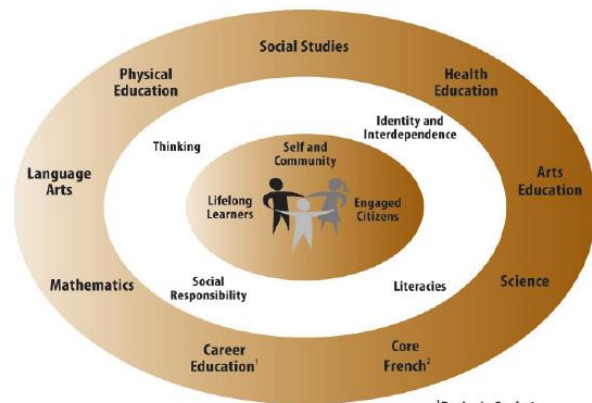 Social Studies
Physical
Education
Health
Education
Identity and
Interdependence
Thinking
Self and
Community
Language
Arts
Arts
Education
Lifelong
Learners
Engaged
Citizens
Mathematics
Social
Responsibility
Literacies
Science
Career
Education¹
Core
French²